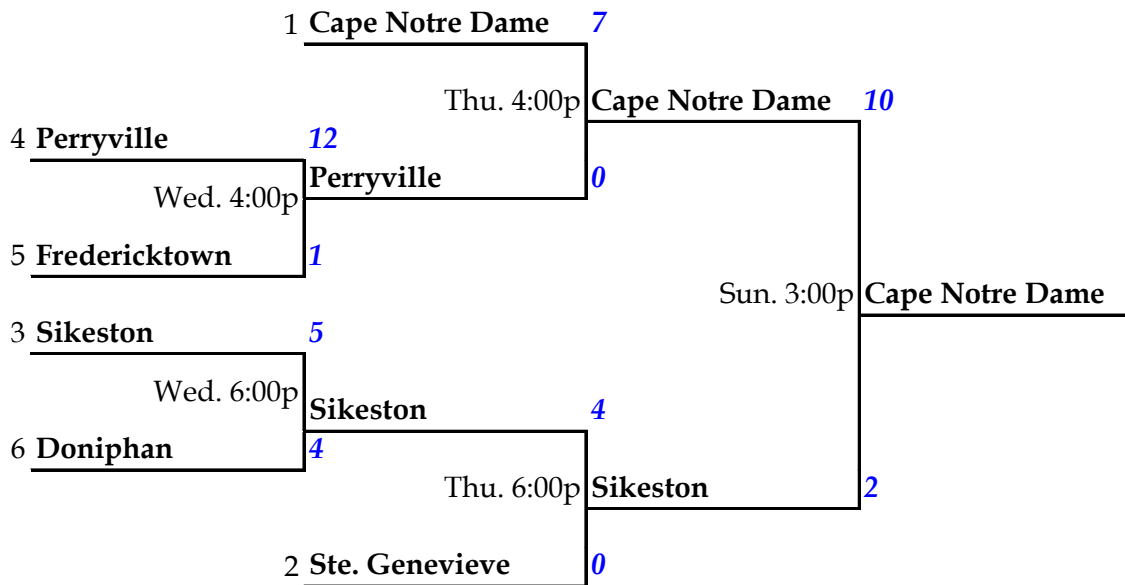 1 Cape Notre Dame 7
Thu. 4:00p Cape Notre Dame 10
4 Perryville 12
Perryville 0
Wed. 4:00p
5 Fredericktown 1
Sun. 3:00p Cape Notre Dame
3 Sikeston 5
Wed. 6:00p
Sikeston 4
6 Doniphan 4
Thu. 6:00p Sikeston 2
2 Ste. Genevieve 0